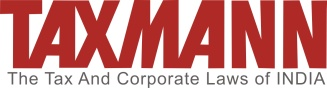 TAXMANN
The Tax And Corporate Laws of INDIA